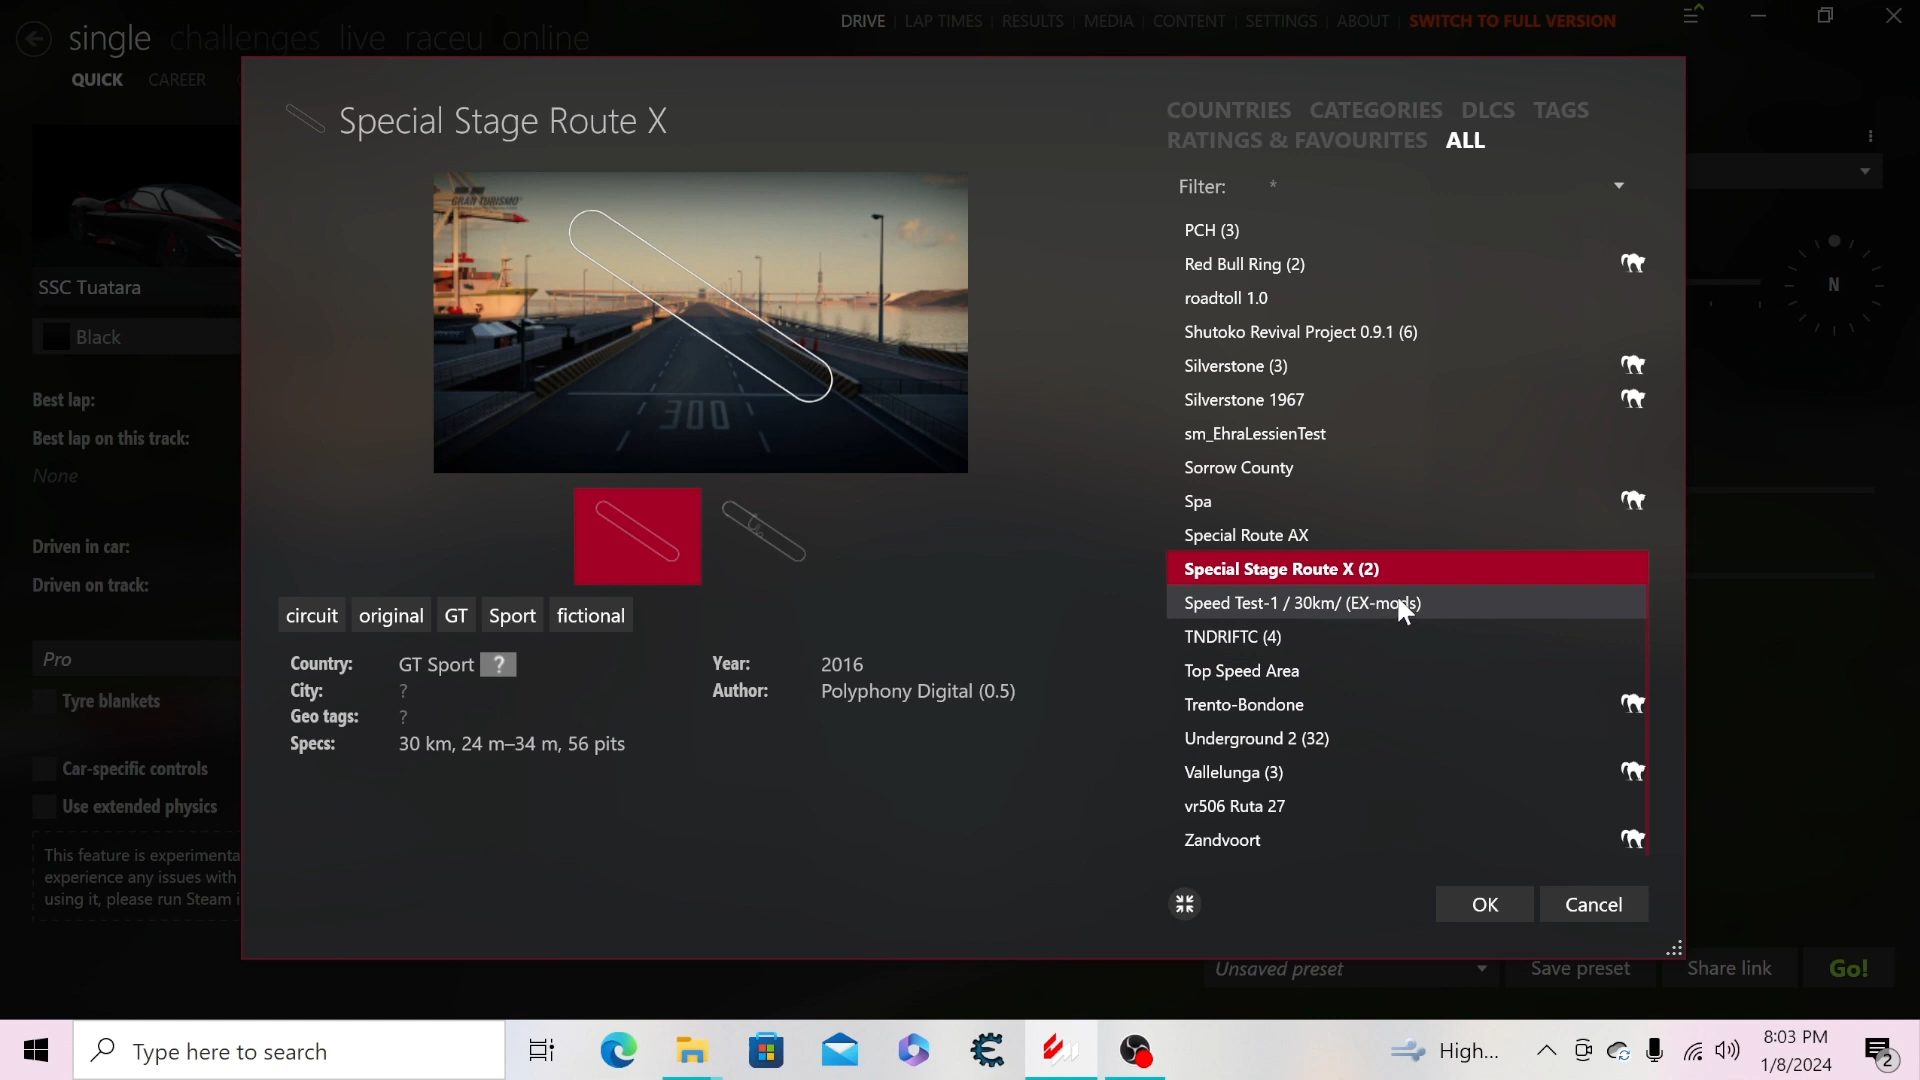 single challenges live raceu online
DRIVE LAP TIMES RESULTS MEDIA CONTENT SETTINGS ABOUT SWITCH TO FULL VERSION
QUICK CAREER
Special Stage Route X
COUNTRIES CATEGORIES DLCS TAGS
RATINGS & FAVOURITES ALL
Filter: *
GRAN TURISMO
300
SSC Tuatara
Black
Best lap:
Best lap on this track:
None
Driven in car:
Driven on track:
Pro
Tyre blankets
Car-specific controls
Use extended physics
This feature is experimenta
experience any issues with
using it, please run Steam i
circuit original GT Sport fictional
Country: GT Sport ?
City: ?
Geo tags: ?
Specs: 30 km, 24 m–34 m, 56 pits
Year: 2016
Author: Polyphony Digital (0.5)
PCH (3)
Red Bull Ring (2)
roadtoll 1.0
Shutoko Revival Project 0.9.1 (6)
Silverstone (3)
Silverstone 1967
sm_EhraLessienTest
Sorrow County
Spa
Special Route AX
Special Stage Route X (2)
Speed Test-1 / 30km/ (EX-mods)
TNDRIFTC (4)
Top Speed Area
Trento-Bondone
Underground 2 (32)
Vallelunga (3)
vr506 Ruta 27
Zandvoort
OK Cancel
N
Unsaved preset Save preset Share link Go!
Type here to search
High...
8:03 PM
1/8/2024
2